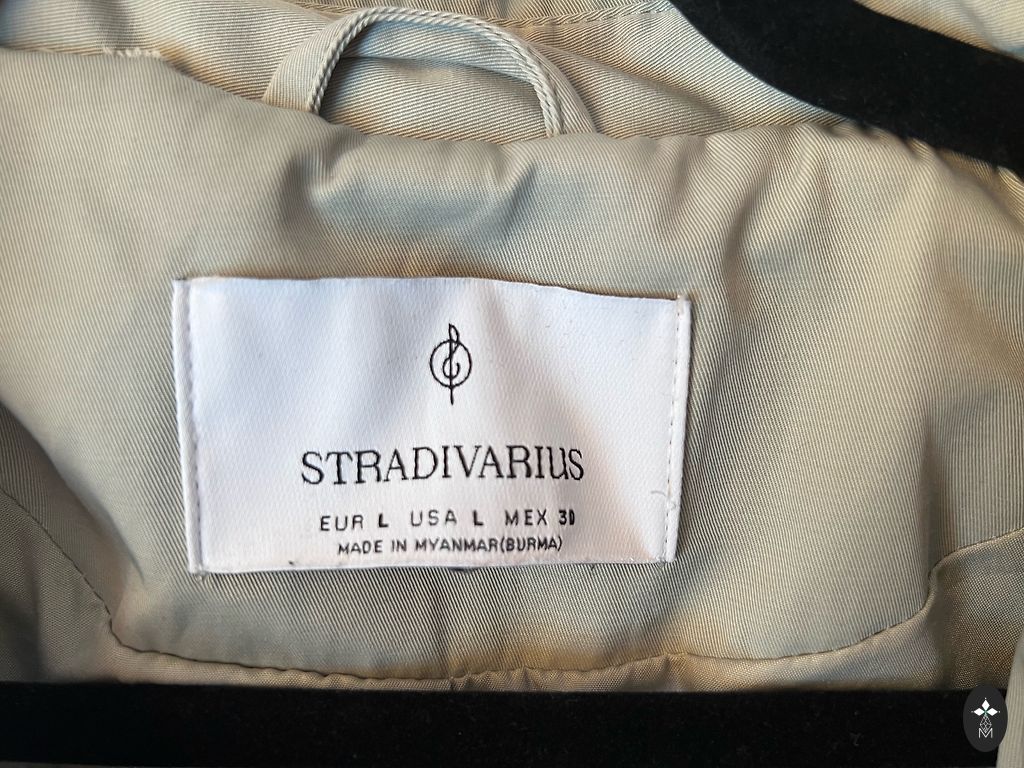 STRADIVARIUS
EUR L USA L MEX 30
MADE IN MYANMAR(BURMA)
M